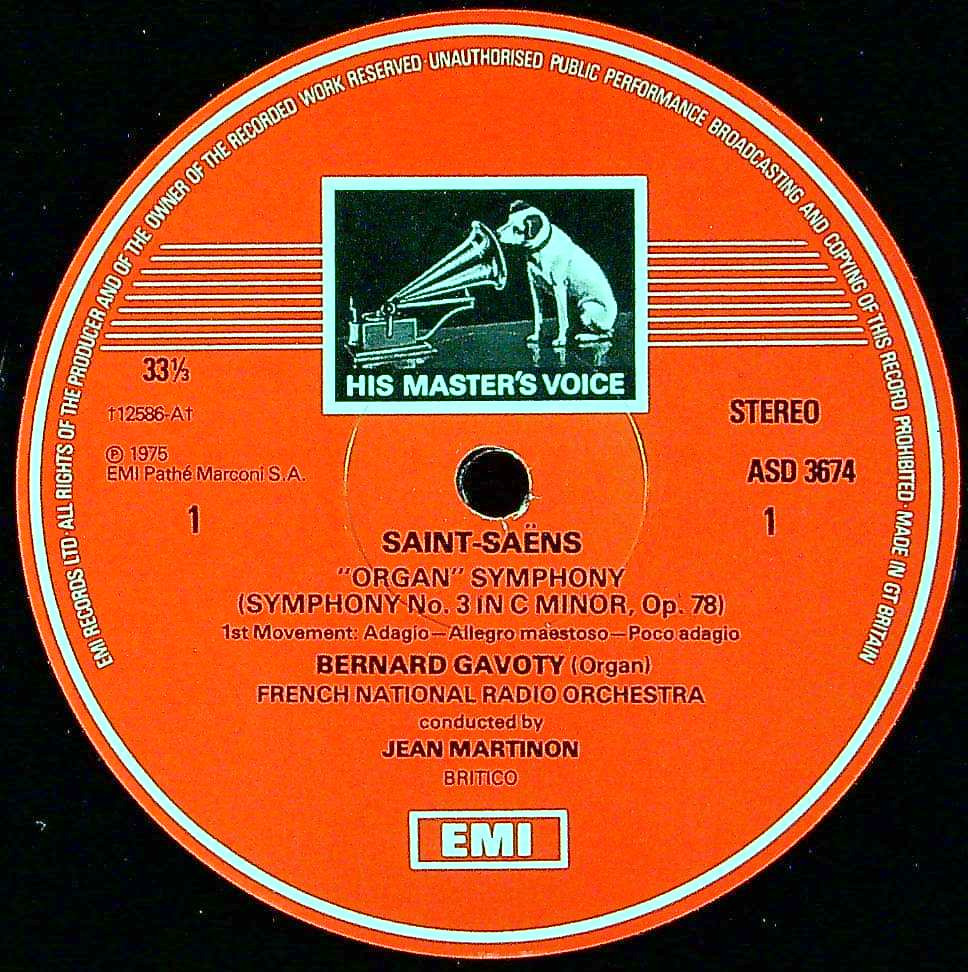 EMI RECORDS LTD · ALL RIGHTS OF THE PRODUCER AND OF THE OWNER OF THE RECORDED WORK RESERVED · UNAUTHORISED PUBLIC PERFORMANCE BROADCASTING AND COPYING OF THIS RECORD PROHIBITED · MADE IN GT BRITAIN
HIS MASTER'S VOICE
33⅓
†12586-A†
℗ 1975
EMI Pathé Marconi S.A.
1
STEREO
ASD 3674
1
SAINT-SAËNS
"ORGAN" SYMPHONY
(SYMPHONY No. 3 IN C MINOR, Op. 78)
1st Movement: Adagio—Allegro maestoso—Poco adagio
BERNARD GAVOTY (Organ)
FRENCH NATIONAL RADIO ORCHESTRA
conducted by
JEAN MARTINON
BRITICO
EMI